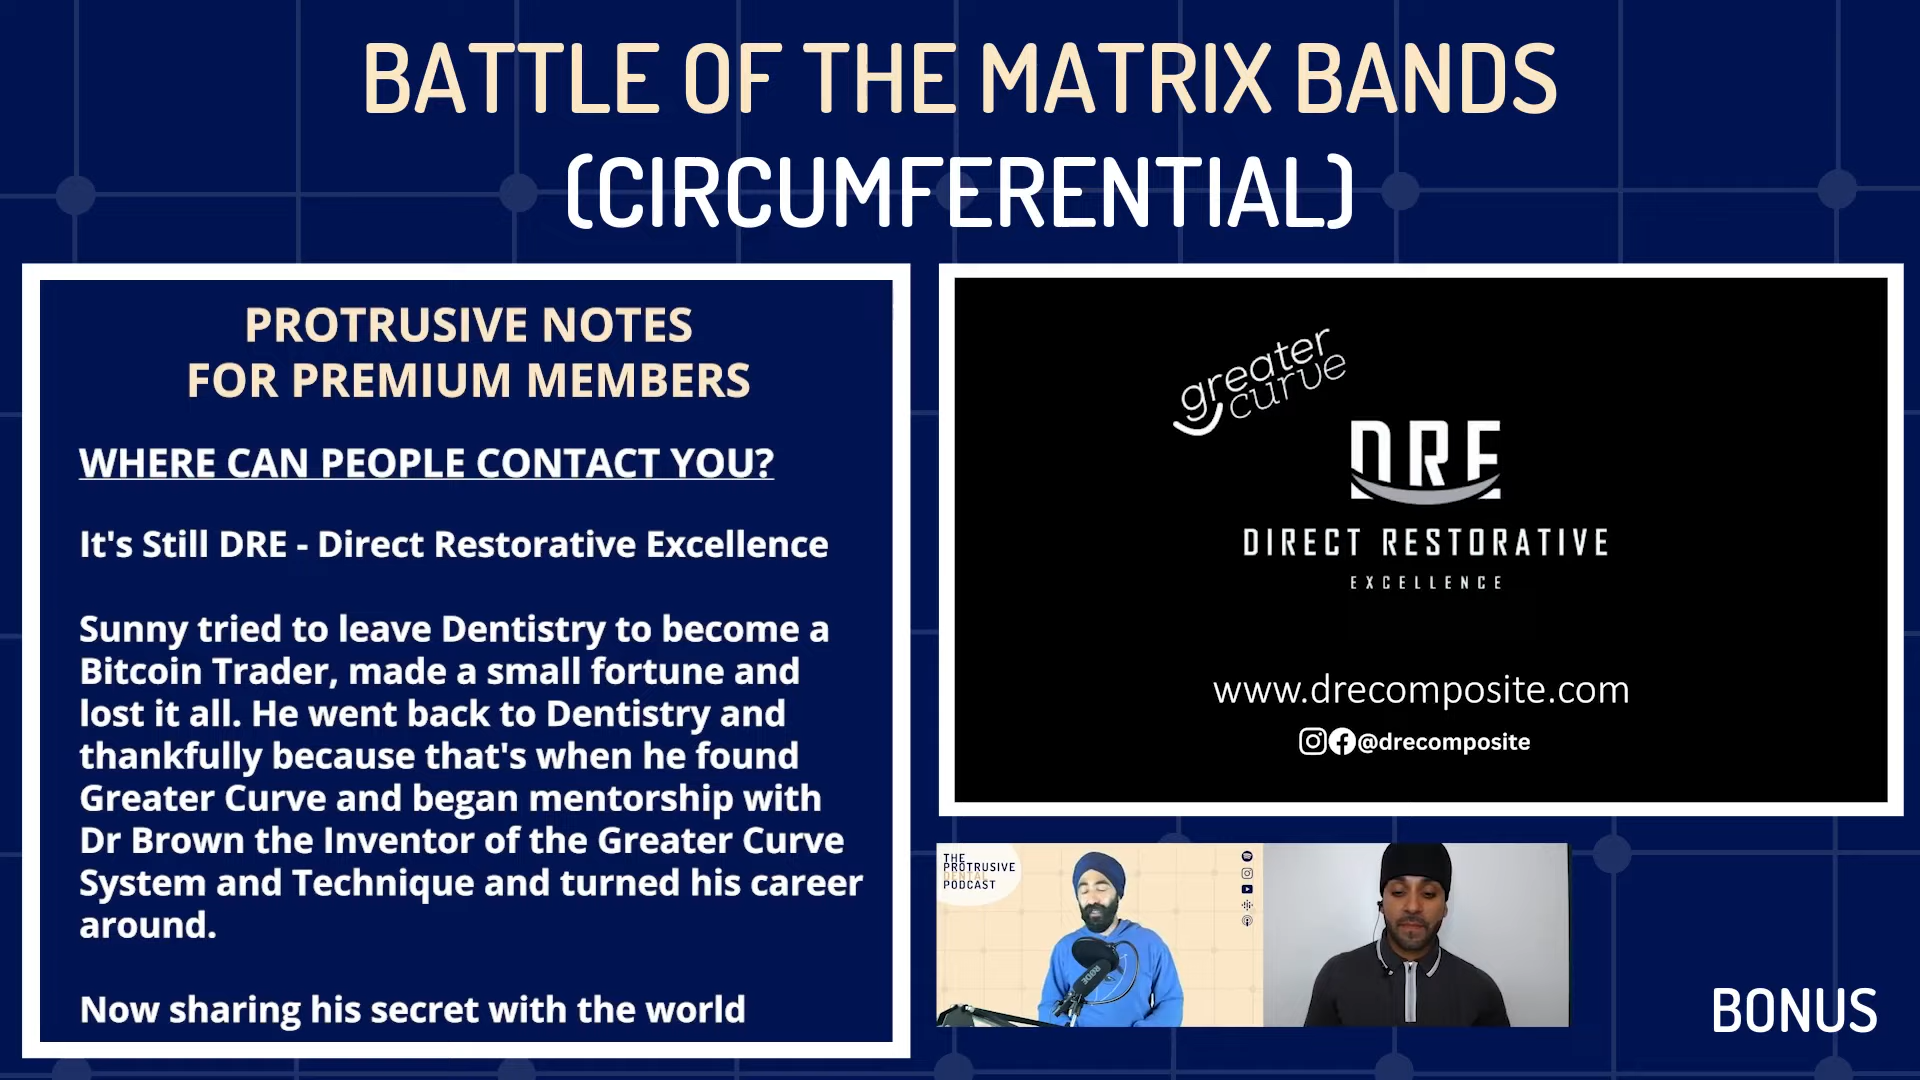 BATTLE OF THE MATRIX BANDS
(CIRCUMFERENTIAL)
PROTRUSIVE NOTES
FOR PREMIUM MEMBERS
WHERE CAN PEOPLE CONTACT YOU?
It's Still DRE - Direct Restorative Excellence
Sunny tried to leave Dentistry to become a
Bitcoin Trader, made a small fortune and
lost it all. He went back to Dentistry and
thankfully because that's when he found
Greater Curve and began mentorship with
Dr Brown the Inventor of the Greater Curve
System and Technique and turned his career
around.
Now sharing his secret with the world
greater
curve
DRE
DIRECT RESTORATIVE
EXCELLENCE
www.drecomposite.com
@drecomposite
THE
PROTRUSIVE
DENTAL
PODCAST
RØDE
BONUS